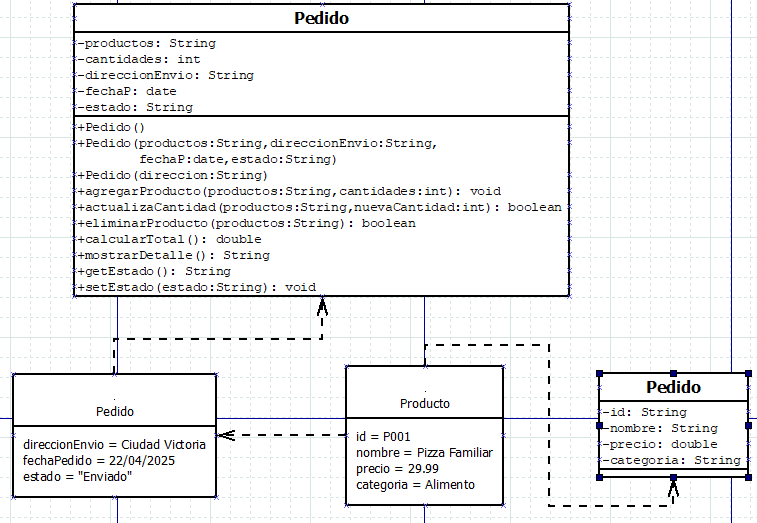 Pedido
-productos: String
-cantidades: int
-direccionEnvio: String
-fechaP: date
-estado: String
+Pedido()
+Pedido(productos:String,direccionEnvio:String,
fechaP:date,estado:String)
+Pedido(direccion:String)
+agregarProducto(productos:String,cantidades:int): void
+actualizaCantidad(productos:String,nuevaCantidad:int): boolean
+eliminarProducto(productos:String): boolean
+calcularTotal(): double
+mostrarDetalle(): String
+getEstado(): String
+setEstado(estado:String): void
Pedido
direccionEnvio = Ciudad Victoria
fechaPedido = 22/04/2025
estado = "Enviado"
Producto
id = P001
nombre = Pizza Familiar
precio = 29.99
categoria = Alimento
Pedido
-id: String
-nombre: String
-precio: double
-categoria: String